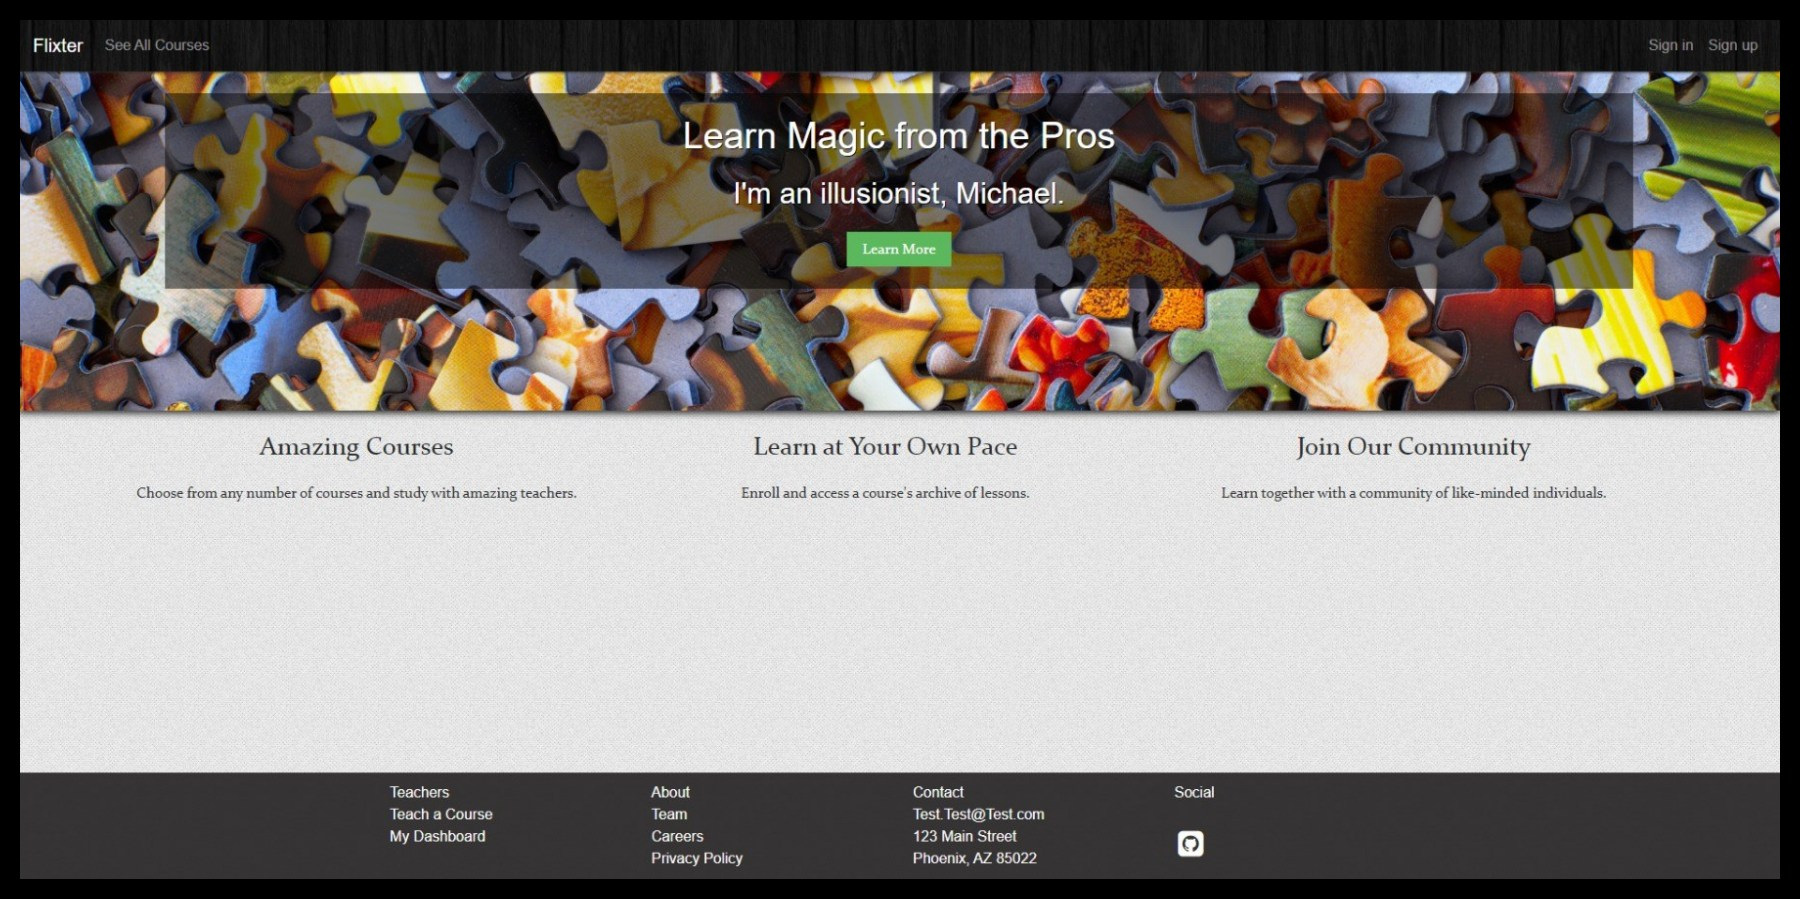 Flixter See All Courses Sign in Sign up
Learn Magic from the Pros
I'm an illusionist, Michael.
Learn More
Amazing Courses
Choose from any number of courses and study with amazing teachers.
Learn at Your Own Pace
Enroll and access a course's archive of lessons.
Join Our Community
Learn together with a community of like-minded individuals.
Teachers
Teach a Course
My Dashboard
About
Team
Careers
Privacy Policy
Contact
Test.Test@Test.com
123 Main Street
Phoenix, AZ 85022
Social